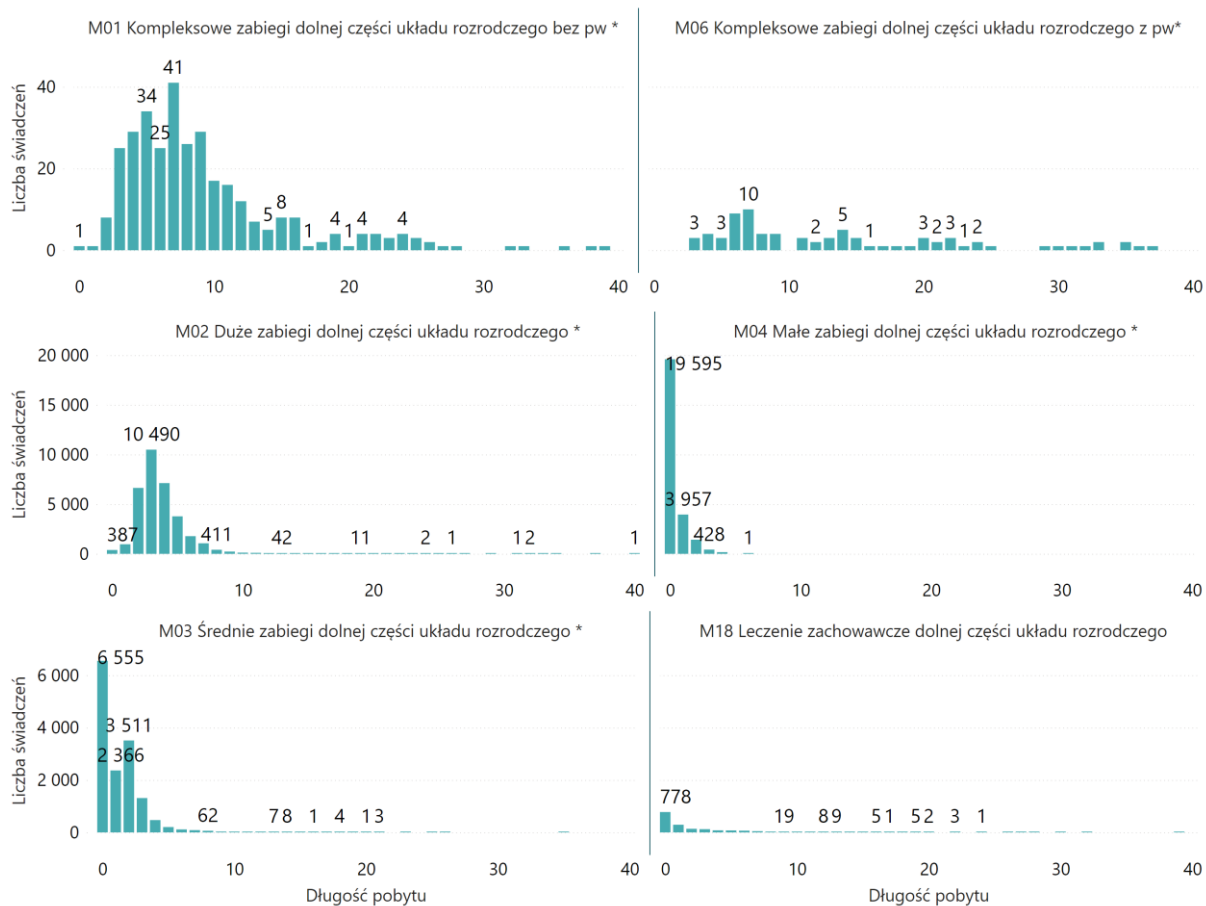 M01 Kompleksowe zabiegi dolnej części układu rozrodczego bez pw *
M06 Kompleksowe zabiegi dolnej części układu rozrodczego z pw*
Liczba świadczeń
40
20
0
1 34 25 41 5 8 1 4 1 4 4
3 3 10 2 5 1 3 2 3 1 2
0 10 20 30 40
0 10 20 30 40
M02 Duże zabiegi dolnej części układu rozrodczego *
M04 Małe zabiegi dolnej części układu rozrodczego *
Liczba świadczeń
20 000
15 000
10 000
5 000
0
387 10 490 411 42 11 2 1 1 2 1
19 595
3 957
428 1
0 10 20 30 40
0 10 20 30 40
M03 Średnie zabiegi dolnej części układu rozrodczego *
M18 Leczenie zachowawcze dolnej części układu rozrodczego
Liczba świadczeń
6 000
4 000
2 000
0
6 555
3 511
2 366
62 7 8 1 4 1 3
778
19 8 9 5 1 5 2 3 1
0 10 20 30 40
0 10 20 30 40
Długość pobytu
Długość pobytu